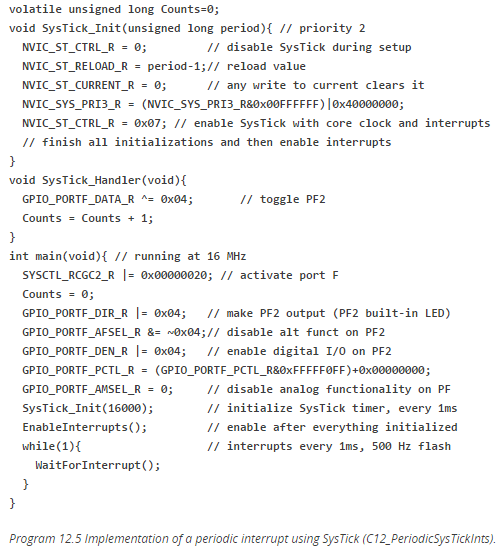 volatile unsigned long Counts=0;
void SysTick_Init(unsigned long period){ // priority 2
  NVIC_ST_CTRL_R = 0;         // disable SysTick during setup
  NVIC_ST_RELOAD_R = period-1;// reload value
  NVIC_ST_CURRENT_R = 0;      // any write to current clears it
  NVIC_SYS_PRI3_R = (NVIC_SYS_PRI3_R&0x00FFFFFF)|0x40000000;
  NVIC_ST_CTRL_R = 0x07; // enable SysTick with core clock and interrupts
  // finish all initializations and then enable interrupts
}
void SysTick_Handler(void){
  GPIO_PORTF_DATA_R ^= 0x04;       // toggle PF2
  Counts = Counts + 1;
}
int main(void){ // running at 16 MHz
  SYSCTL_RCGC2_R |= 0x00000020; // activate port F
  Counts = 0;
  GPIO_PORTF_DIR_R |= 0x04;   // make PF2 output (PF2 built-in LED)
  GPIO_PORTF_AFSEL_R &= ~0x04;// disable alt funct on PF2
  GPIO_PORTF_DEN_R |= 0x04;   // enable digital I/O on PF2
  GPIO_PORTF_PCTL_R = (GPIO_PORTF_PCTL_R&0xFFFFF0FF)+0x00000000;
  GPIO_PORTF_AMSEL_R = 0;     // disable analog functionality on PF
  SysTick_Init(16000);        // initialize SysTick timer, every 1ms
  EnableInterrupts();         // enable after everything initialized
  while(1){                   // interrupts every 1ms, 500 Hz flash
    WaitForInterrupt();
  }
}
Program 12.5 Implementation of a periodic interrupt using SysTick (C12_PeriodicSysTickInts).